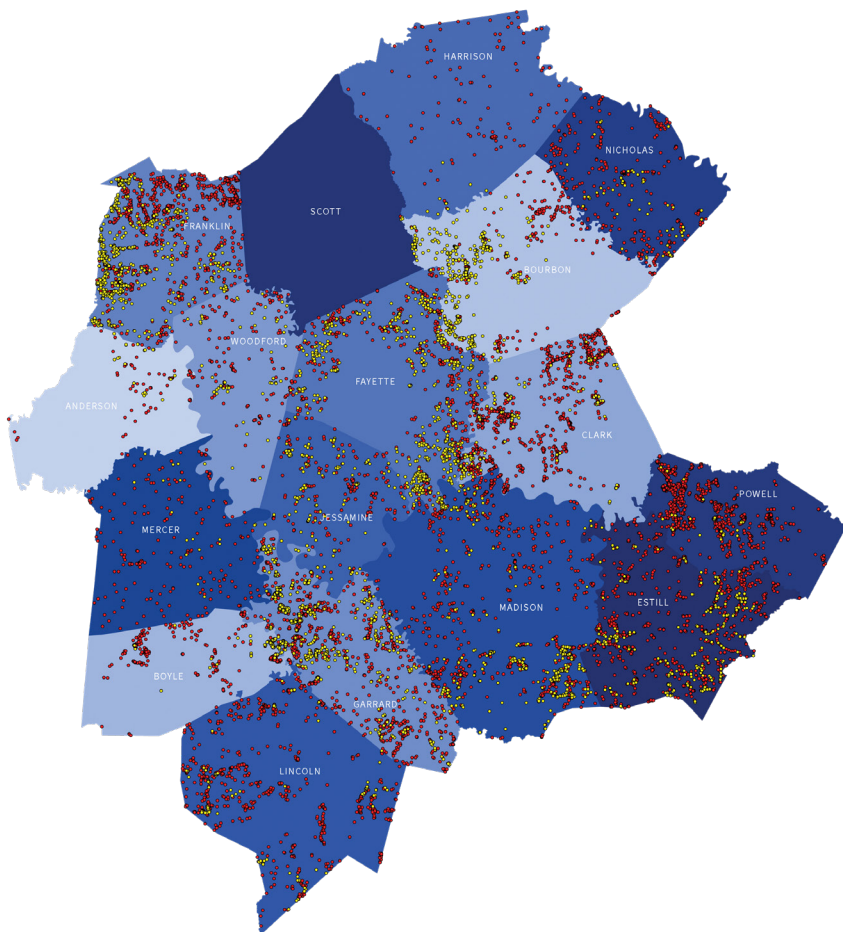 HARRISON
NICHOLAS
SCOTT
FRANKLIN
BOURBON
WOODFORD
FAYETTE
ANDERSON
CLARK
POWELL
JESSAMINE
MERCER
ESTILL
MADISON
BOYLE
GARRARD
LINCOLN